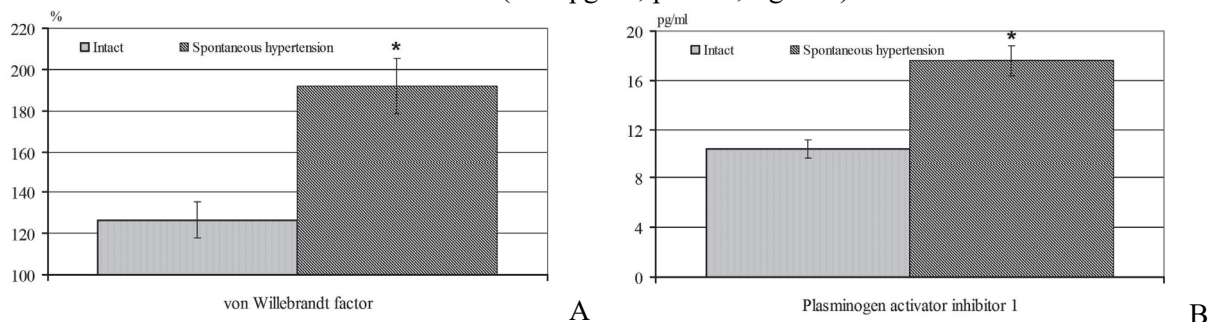 %
220
200
180
160
140
120
100
Intact
Spontaneous hypertension
*
von Willebrandt factor
A
pg/ml
20
16
12
8
4
0
Intact
Spontaneous hypertension
*
Plasminogen activator inhibitor 1
B